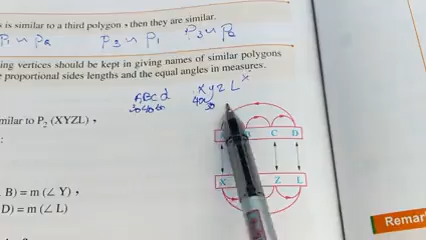 is similar to a third polygon , then they are similar.
P₁ ∽ P₂ P₃ ∽ P₁ P₃ ∽ P₂
ing vertices should be kept in giving names of similar polygons
proportional sides lengths and the equal angles in measures.
ABCd XYZL
milar to P₂ (XYZL) ,
C D
X Z L
B) = m (∠ Y) ,
D) = m (∠ L)
Remar